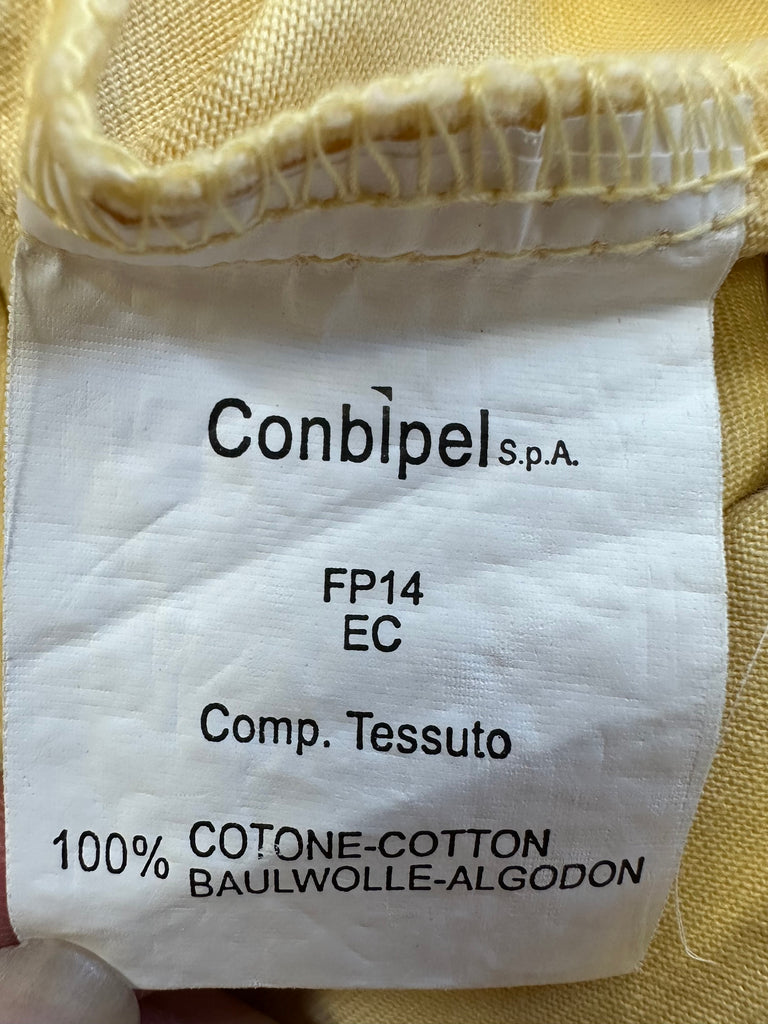 Conbipel S.p.A.
FP14
EC
Comp. Tessuto
100% COTONE-COTTON
BAULWOLLE-ALGODON